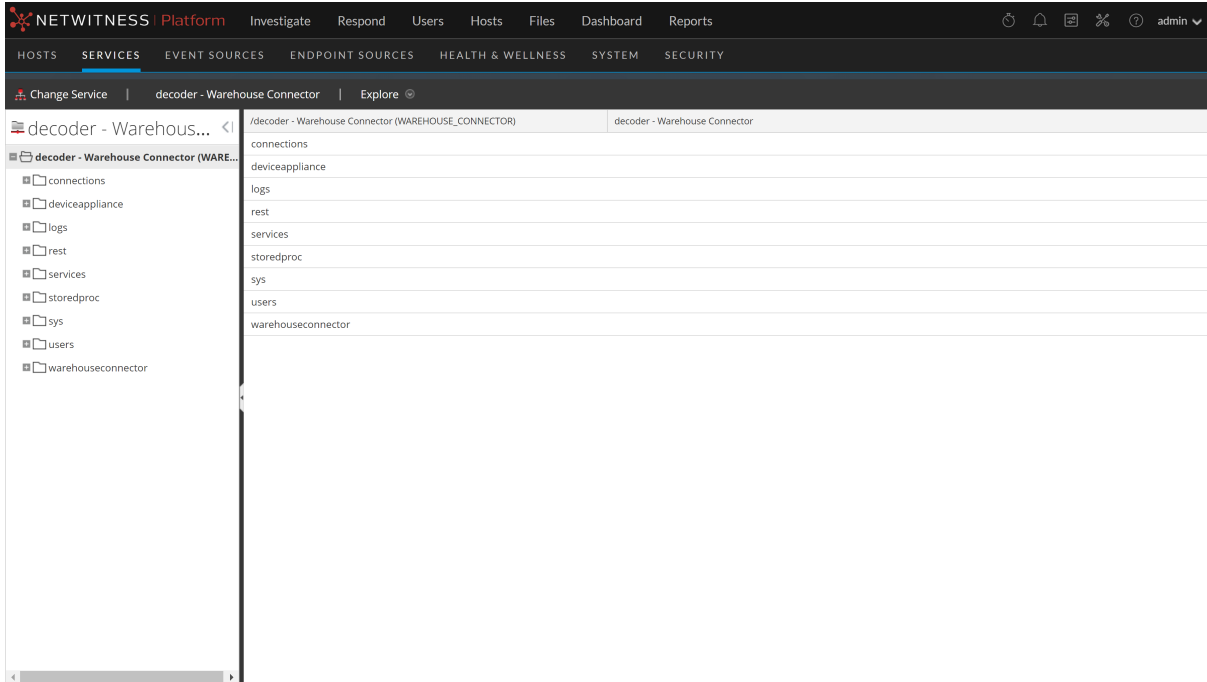 NETWITNESS Platform Investigate Respond Users Hosts Files Dashboard Reports admin
HOSTS SERVICES EVENT SOURCES ENDPOINT SOURCES HEALTH & WELLNESS SYSTEM SECURITY
Change Service | decoder - Warehouse Connector | Explore
decoder - Warehous...
decoder - Warehouse Connector (WARE...
connections
deviceappliance
logs
rest
services
storedproc
sys
users
warehouseconnector
/decoder - Warehouse Connector (WAREHOUSE_CONNECTOR) decoder - Warehouse Connector
connections
deviceappliance
logs
rest
services
storedproc
sys
users
warehouseconnector